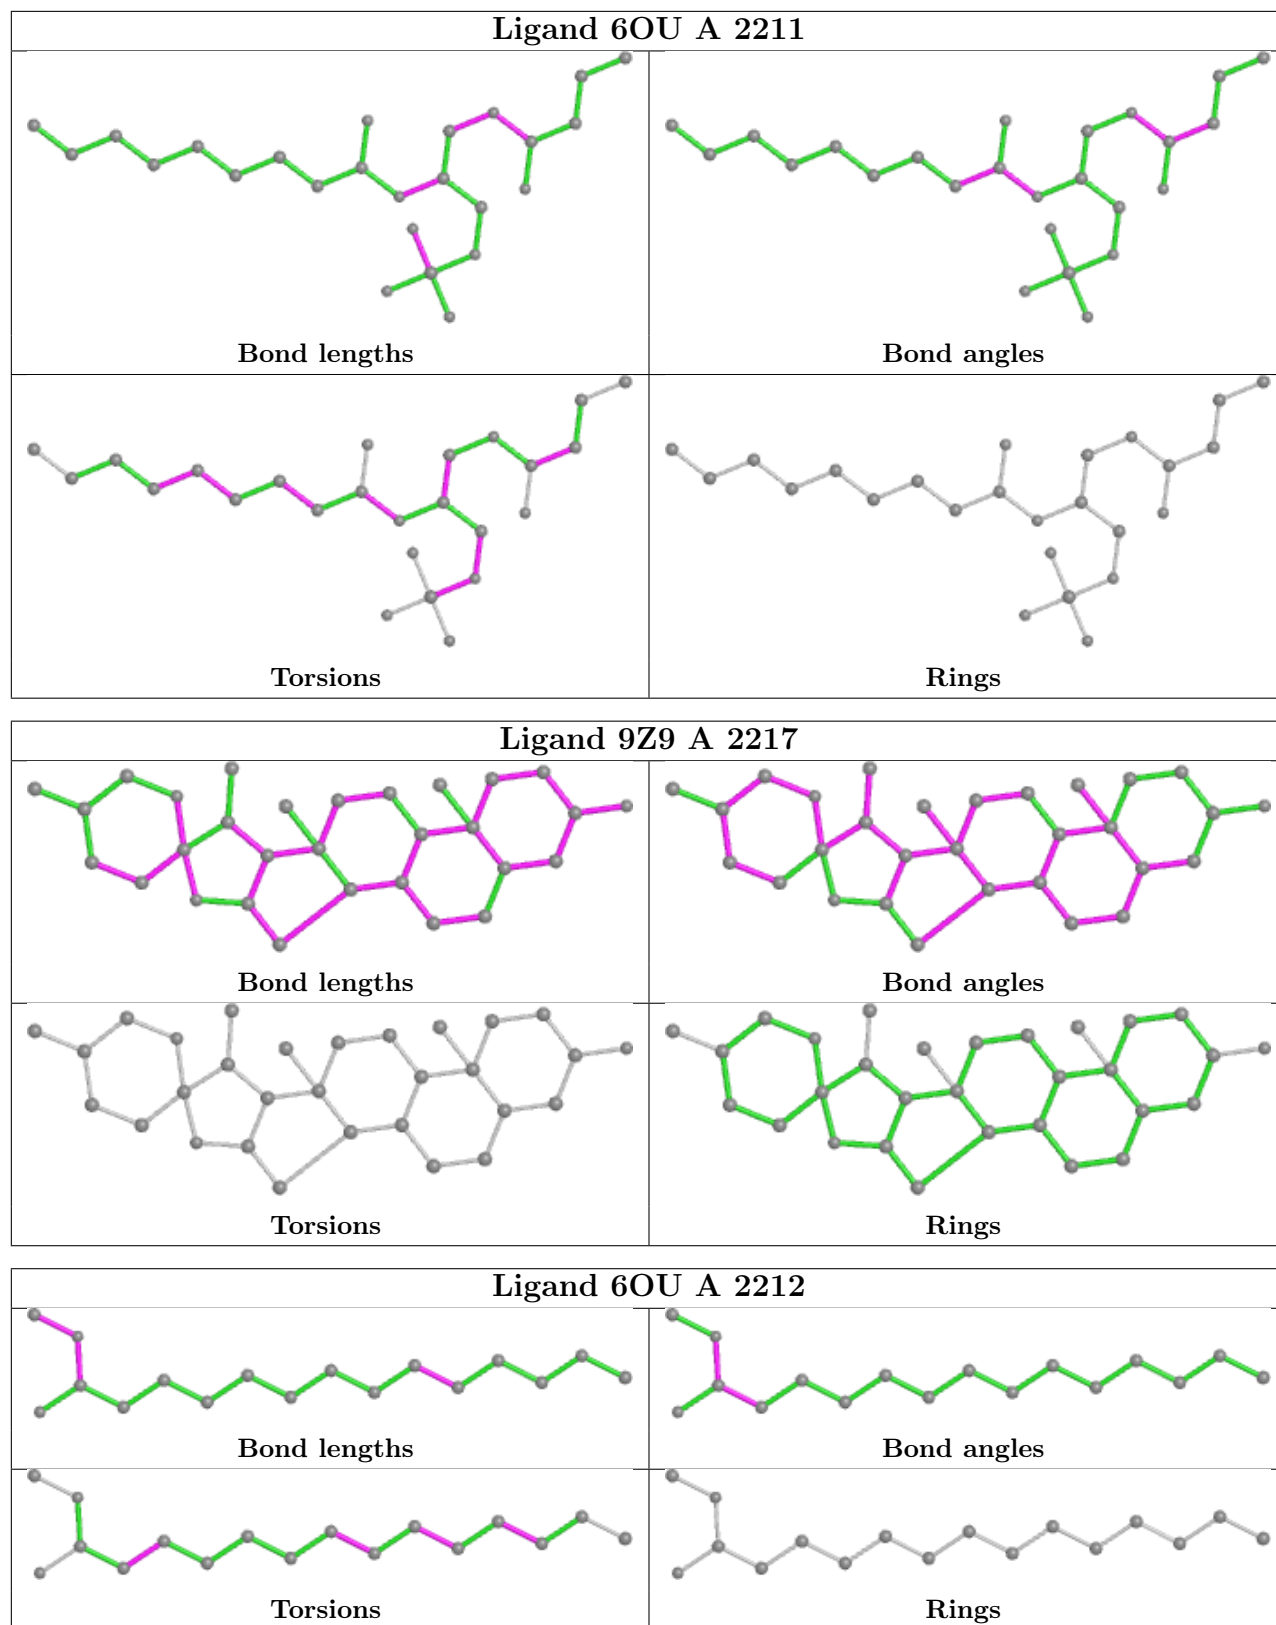 Ligand 6OU A 2211
Bond lengths
Bond angles
Torsions
Rings
Ligand 9Z9 A 2217
Bond lengths
Bond angles
Torsions
Rings
Ligand 6OU A 2212
Bond lengths
Bond angles
Torsions
Rings